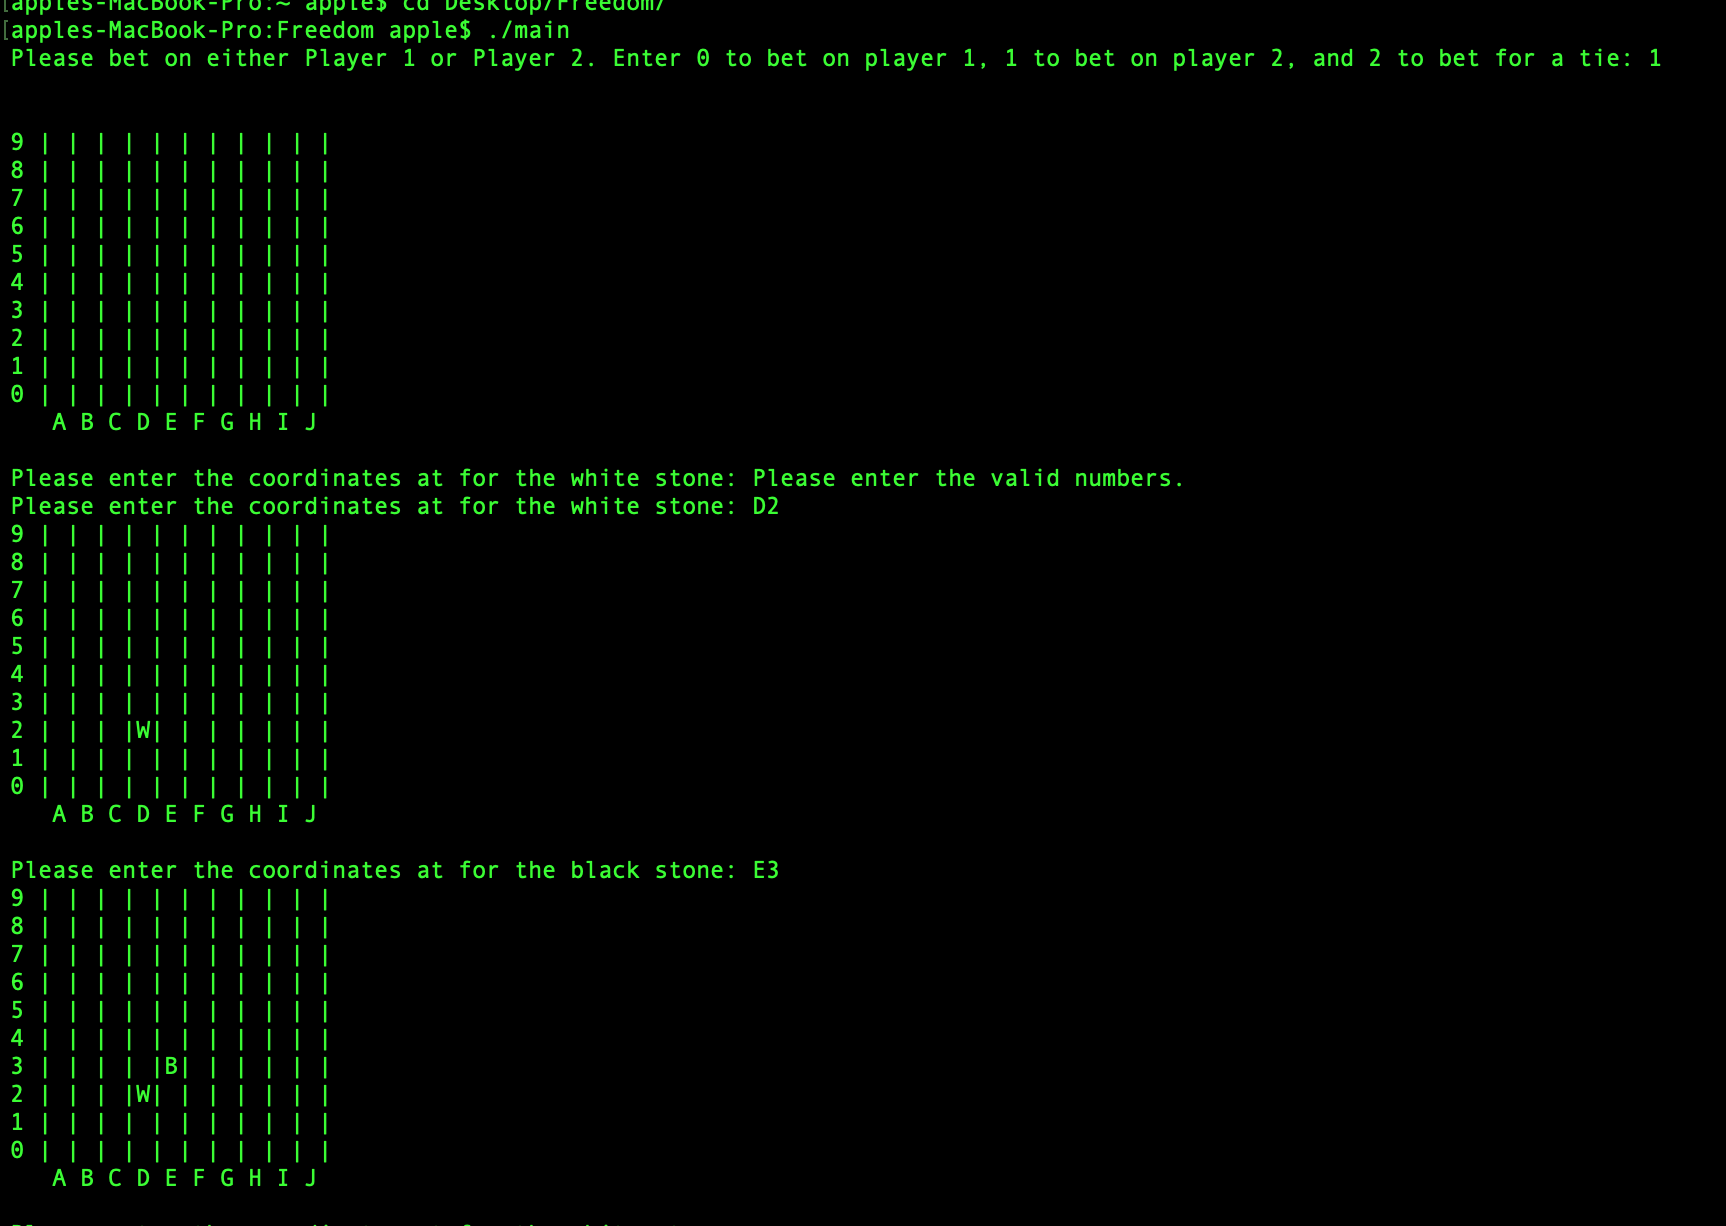 [apples-MacBook-Pro:~ apple$ cd Desktop/Freedom/
[apples-MacBook-Pro:Freedom apple$ ./main
Please bet on either Player 1 or Player 2. Enter 0 to bet on player 1, 1 to bet on player 2, and 2 to bet for a tie: 1
9 | | | | | | | | | | |
8 | | | | | | | | | | |
7 | | | | | | | | | | |
6 | | | | | | | | | | |
5 | | | | | | | | | | |
4 | | | | | | | | | | |
3 | | | | | | | | | | |
2 | | | | | | | | | | |
1 | | | | | | | | | | |
0 | | | | | | | | | | |
A B C D E F G H I J
Please enter the coordinates at for the white stone: Please enter the valid numbers.
Please enter the coordinates at for the white stone: D2
9 | | | | | | | | | | |
8 | | | | | | | | | | |
7 | | | | | | | | | | |
6 | | | | | | | | | | |
5 | | | | | | | | | | |
4 | | | | | | | | | | |
3 | | | | | | | | | | |
2 | | | |W| | | | | | |
1 | | | | | | | | | | |
0 | | | | | | | | | | |
A B C D E F G H I J
Please enter the coordinates at for the black stone: E3
9 | | | | | | | | | | |
8 | | | | | | | | | | |
7 | | | | | | | | | | |
6 | | | | | | | | | | |
5 | | | | | | | | | | |
4 | | | | | | | | | | |
3 | | | | |B| | | | | |
2 | | | |W| | | | | | |
1 | | | | | | | | | | |
0 | | | | | | | | | | |
A B C D E F G H I J